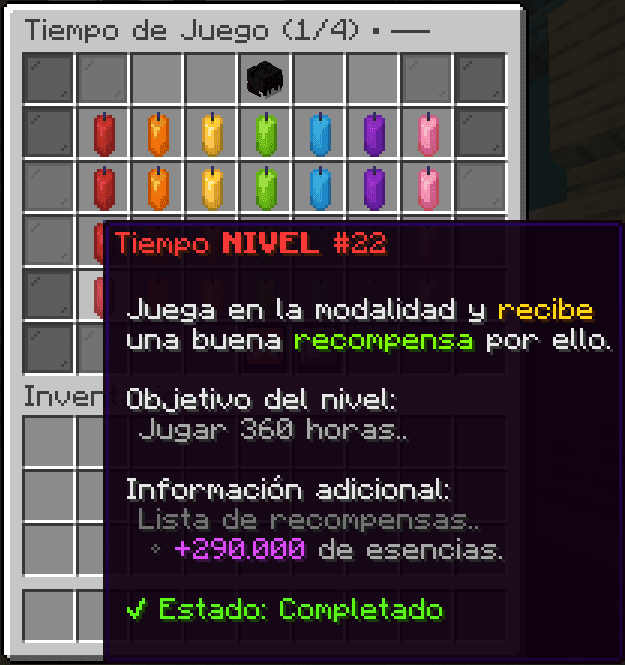 Tiempo de Juego (1/4) • ──
Tiempo NIVEL #22
Juega en la modalidad y recibe
una buena recompensa por ello.
Objetivo del nivel:
Jugar 360 horas..
Inven
Información adicional:
Lista de recompensas..
◦ +290.000 de esencias.
✔ Estado: Completado